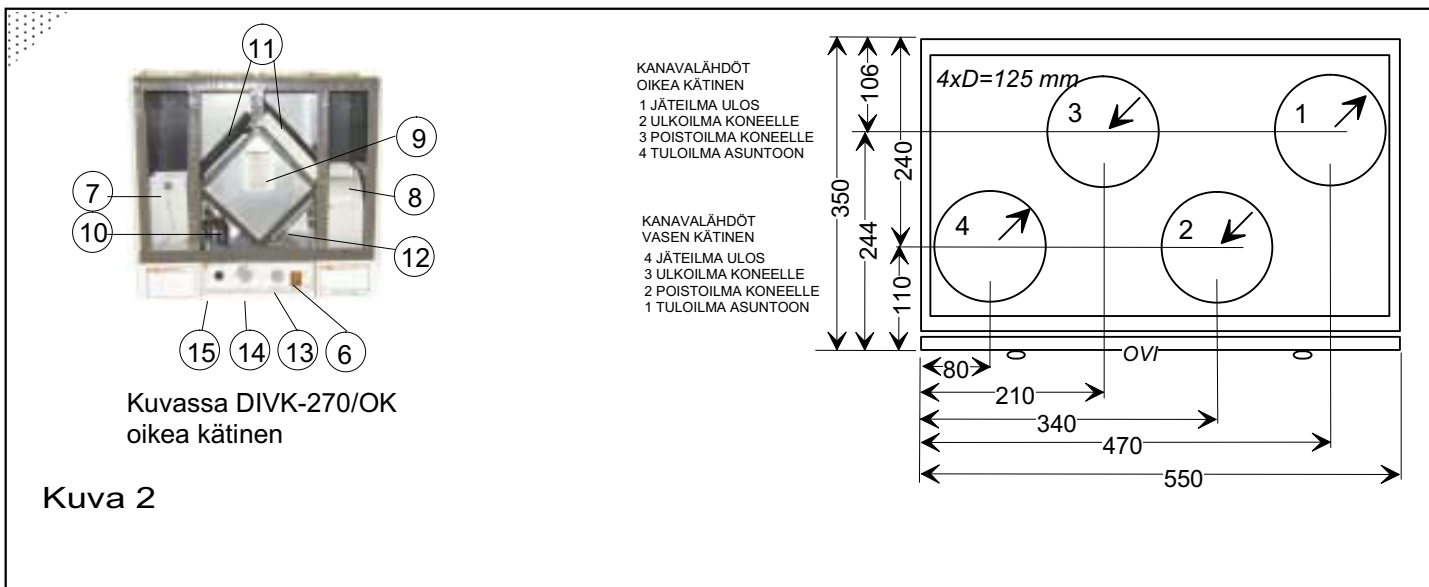 11
9
7
8
10
12
15
14
13
6
Kuvassa DIVK-270/OK
oikea kätinen
Kuva 2
KANAVALÄHDÖT
OIKEA KÄTINEN
1 JÄTEILMA ULOS
2 ULKOILMA KONEELLE
3 POISTOILMA KONEELLE
4 TULOILMA ASUNTOON
KANAVALÄHDÖT
VASEN KÄTINEN
4 JÄTEILMA ULOS
3 ULKOILMA KONEELLE
2 POISTOILMA KONEELLE
1 TULOILMA ASUNTOON
350
106
244
240
110
4xD=125 mm
3
1
4
2
OVI
80
210
340
470
550